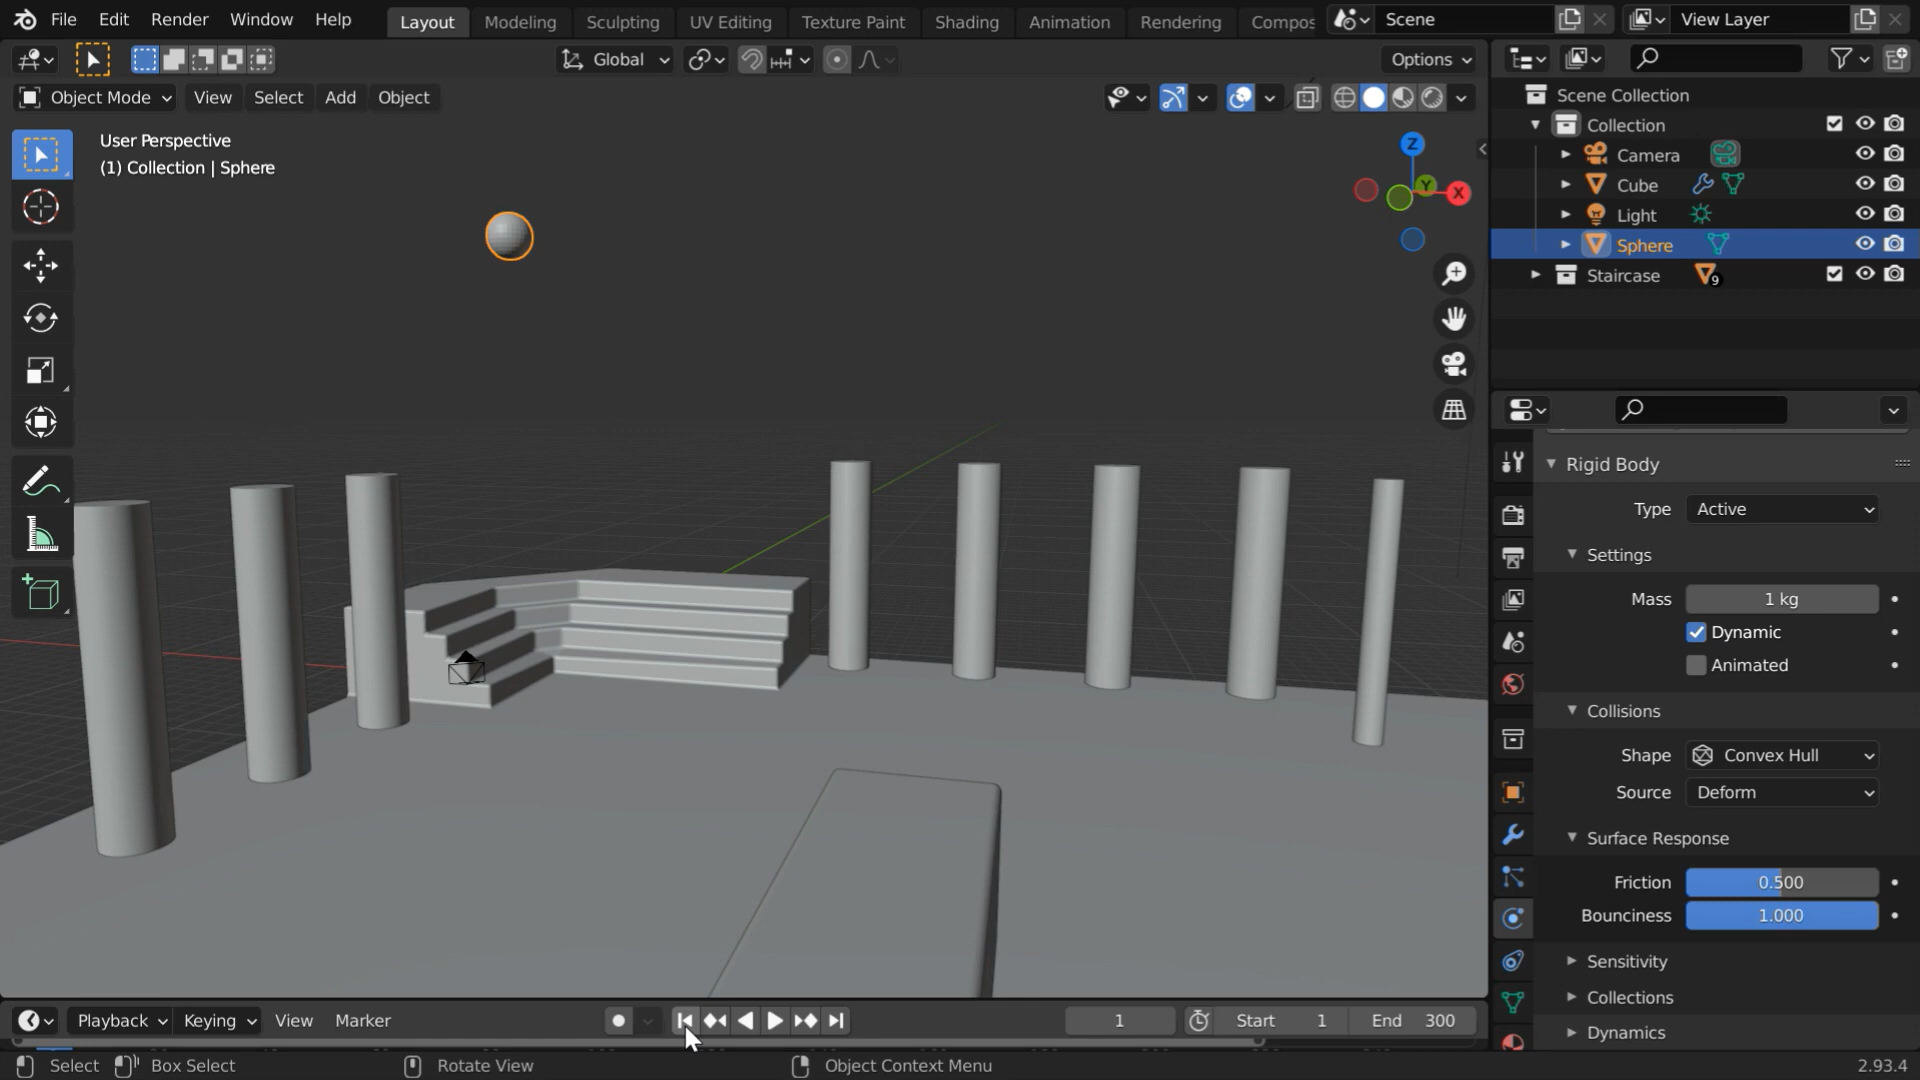 File Edit Render Window Help Layout Modeling Sculpting UV Editing Texture Paint Shading Animation Rendering Compos Scene View Layer
Global Options
Object Mode View Select Add Object
User Perspective
(1) Collection | Sphere
Z
Y
X
Scene Collection
Collection
Camera
Cube
Light
Sphere
Staircase 9
Rigid Body
Type Active
Settings
Mass 1 kg
Dynamic
Animated
Collisions
Shape Convex Hull
Source Deform
Surface Response
Friction 0.500
Bounciness 1.000
Sensitivity
Collections
Dynamics
Playback Keying View Marker 1 Start 1 End 300
Select Box Select Rotate View Object Context Menu 2.93.4